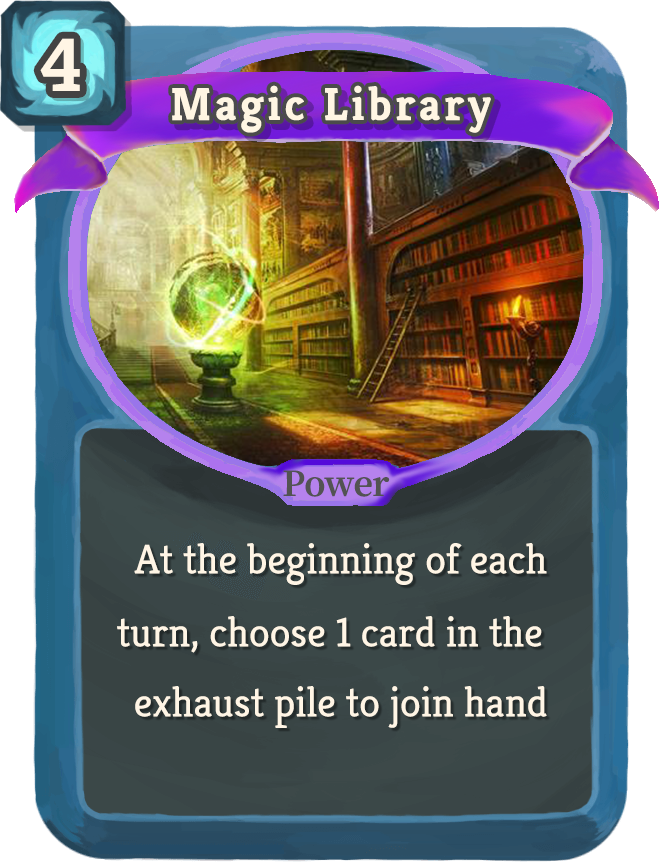 4
Magic Library
Power
At the beginning of each
turn, choose 1 card in the
exhaust pile to join hand